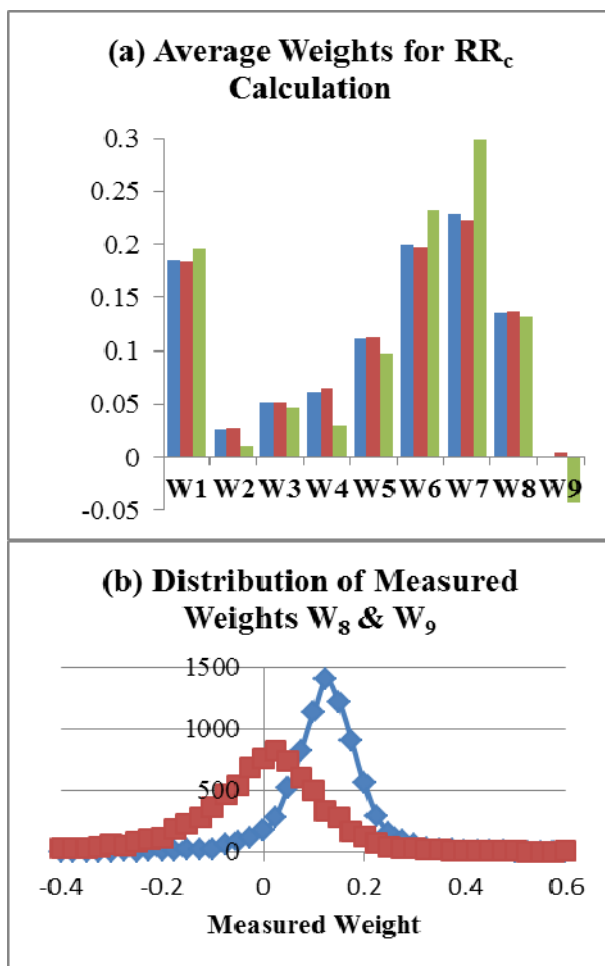 (a) Average Weights for RRc
Calculation
0.3
0.25
0.2
0.15
0.1
0.05
0
W1 W2 W3 W4 W5 W6 W7 W8 W9
-0.05
(b) Distribution of Measured
Weights W8 & W9
1500
1000
500
0
-0.4 -0.2 0 0.2 0.4 0.6
Measured Weight